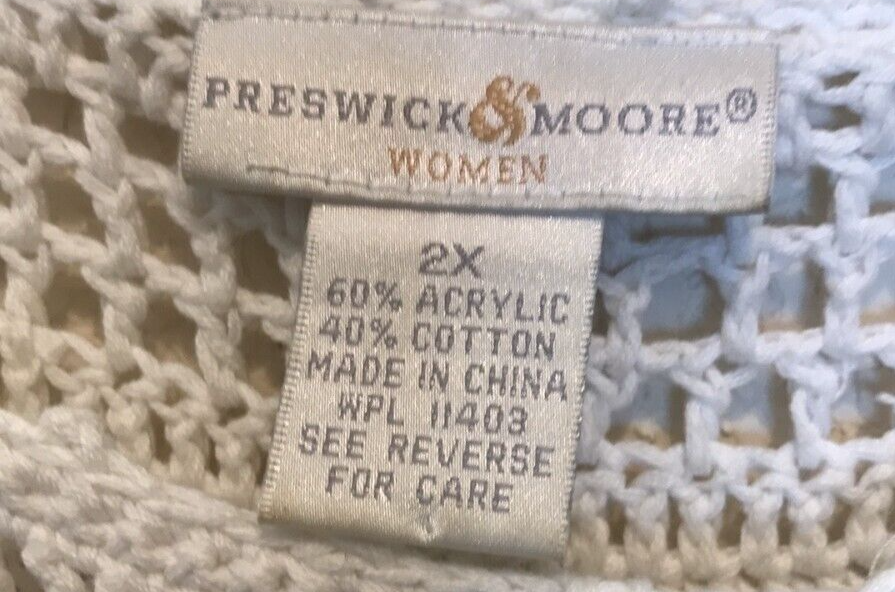 PRESWICK & MOORE®
WOMEN
2X
60% ACRYLIC
40% COTTON
MADE IN CHINA
WPL 11403
SEE REVERSE
FOR CARE